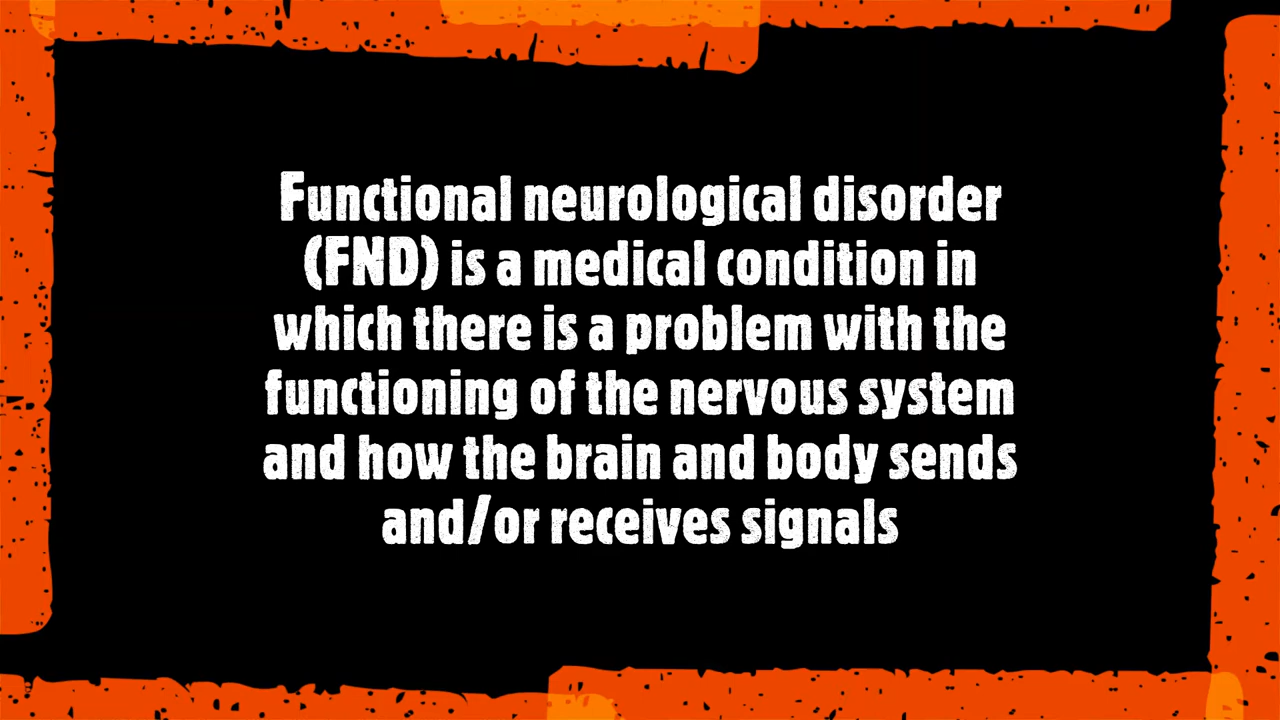 Functional neurological disorder
(FND) is a medical condition in
which there is a problem with the
functioning of the nervous system
and how the brain and body sends
and/or receives signals